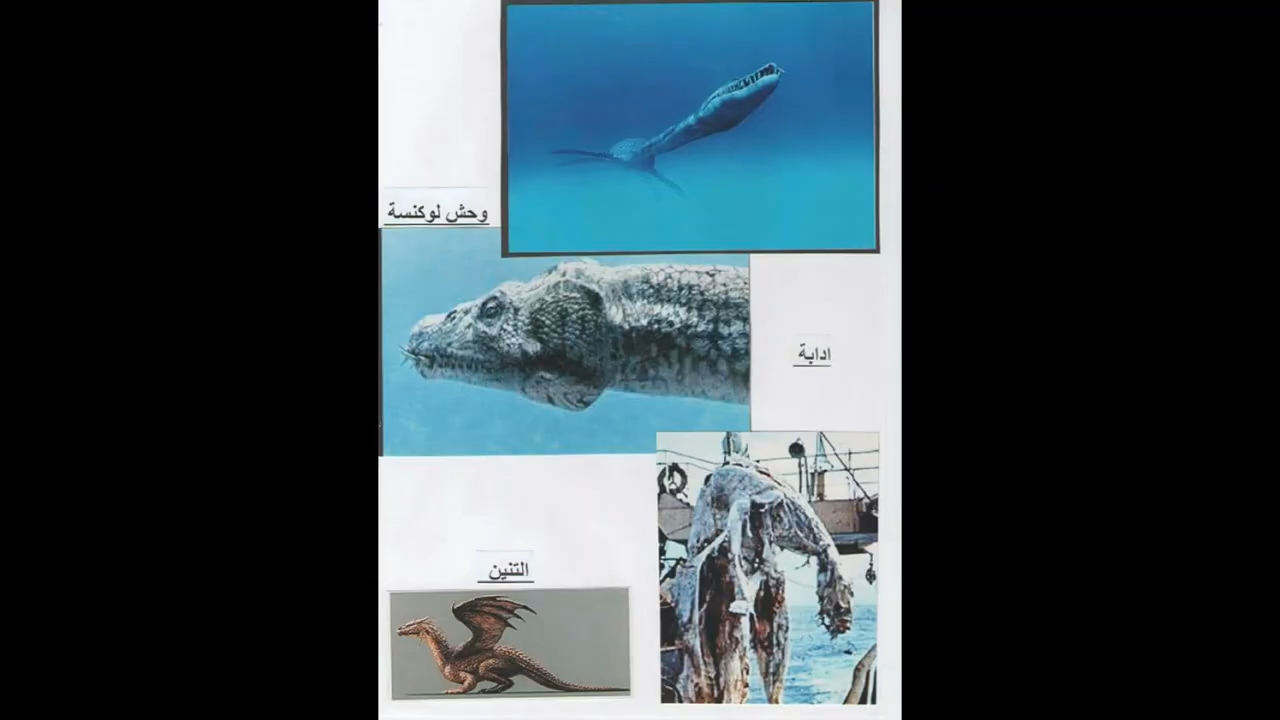 وحش لوكنسة
ادابة
التنين